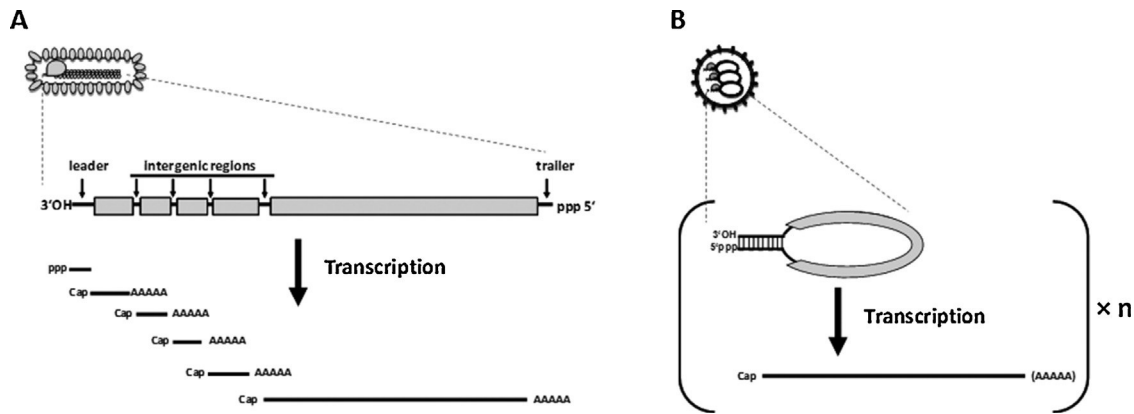 A
leader
intergenic regions
trailer
3'OH
ppp 5'
Transcription
ppp
Cap AAAAA
Cap AAAAA
Cap AAAAA
Cap AAAAA
Cap AAAAA
B
3'OH
5'ppp
Transcription
× n
Cap (AAAAA)